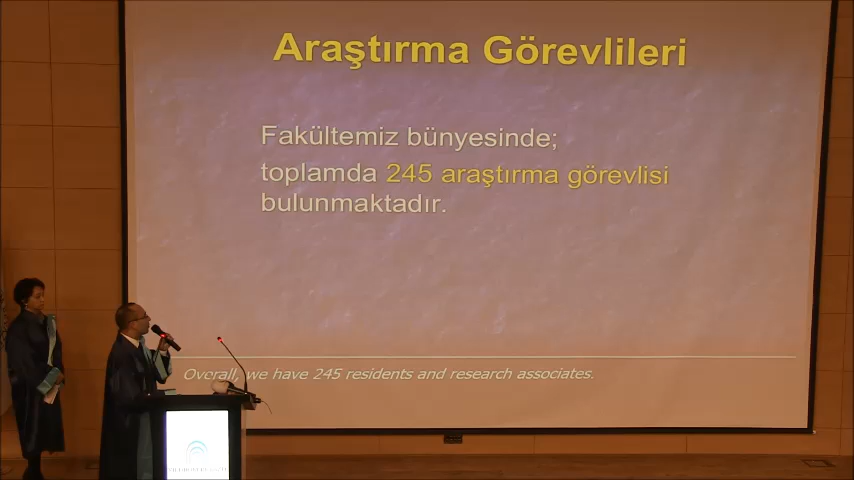 Araştırma Görevlileri
Fakültemiz bünyesinde;
toplamda 245 araştırma görevlisi
bulunmaktadır.
Overall, we have 245 residents and research associates.